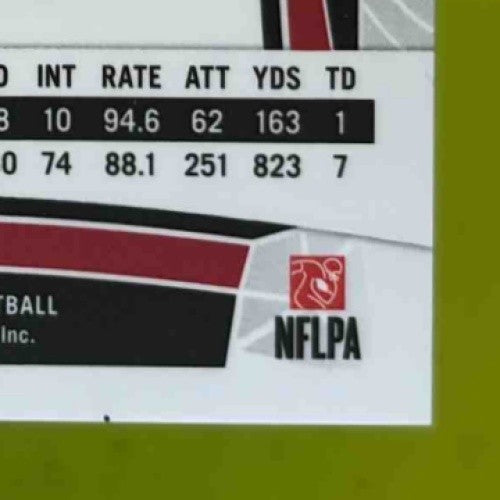 INT RATE ATT YDS TD
10 94.6 62 163 1
0 74 88.1 251 823 7
TBALL
Inc.
NFLPA